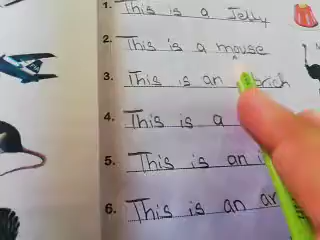 1. This is a Jelly
2. This is a mouse
3. This is an
4. This is a
5. This is an
6. This is an